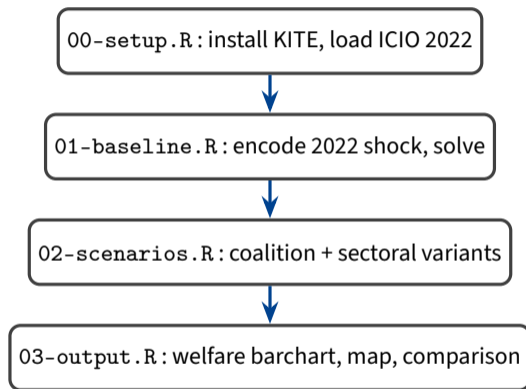 00-setup.R: install KITE, load ICIO 2022
01-baseline.R: encode 2022 shock, solve
02-scenarios.R: coalition + sectoral variants
03-output.R: welfare barchart, map, comparison